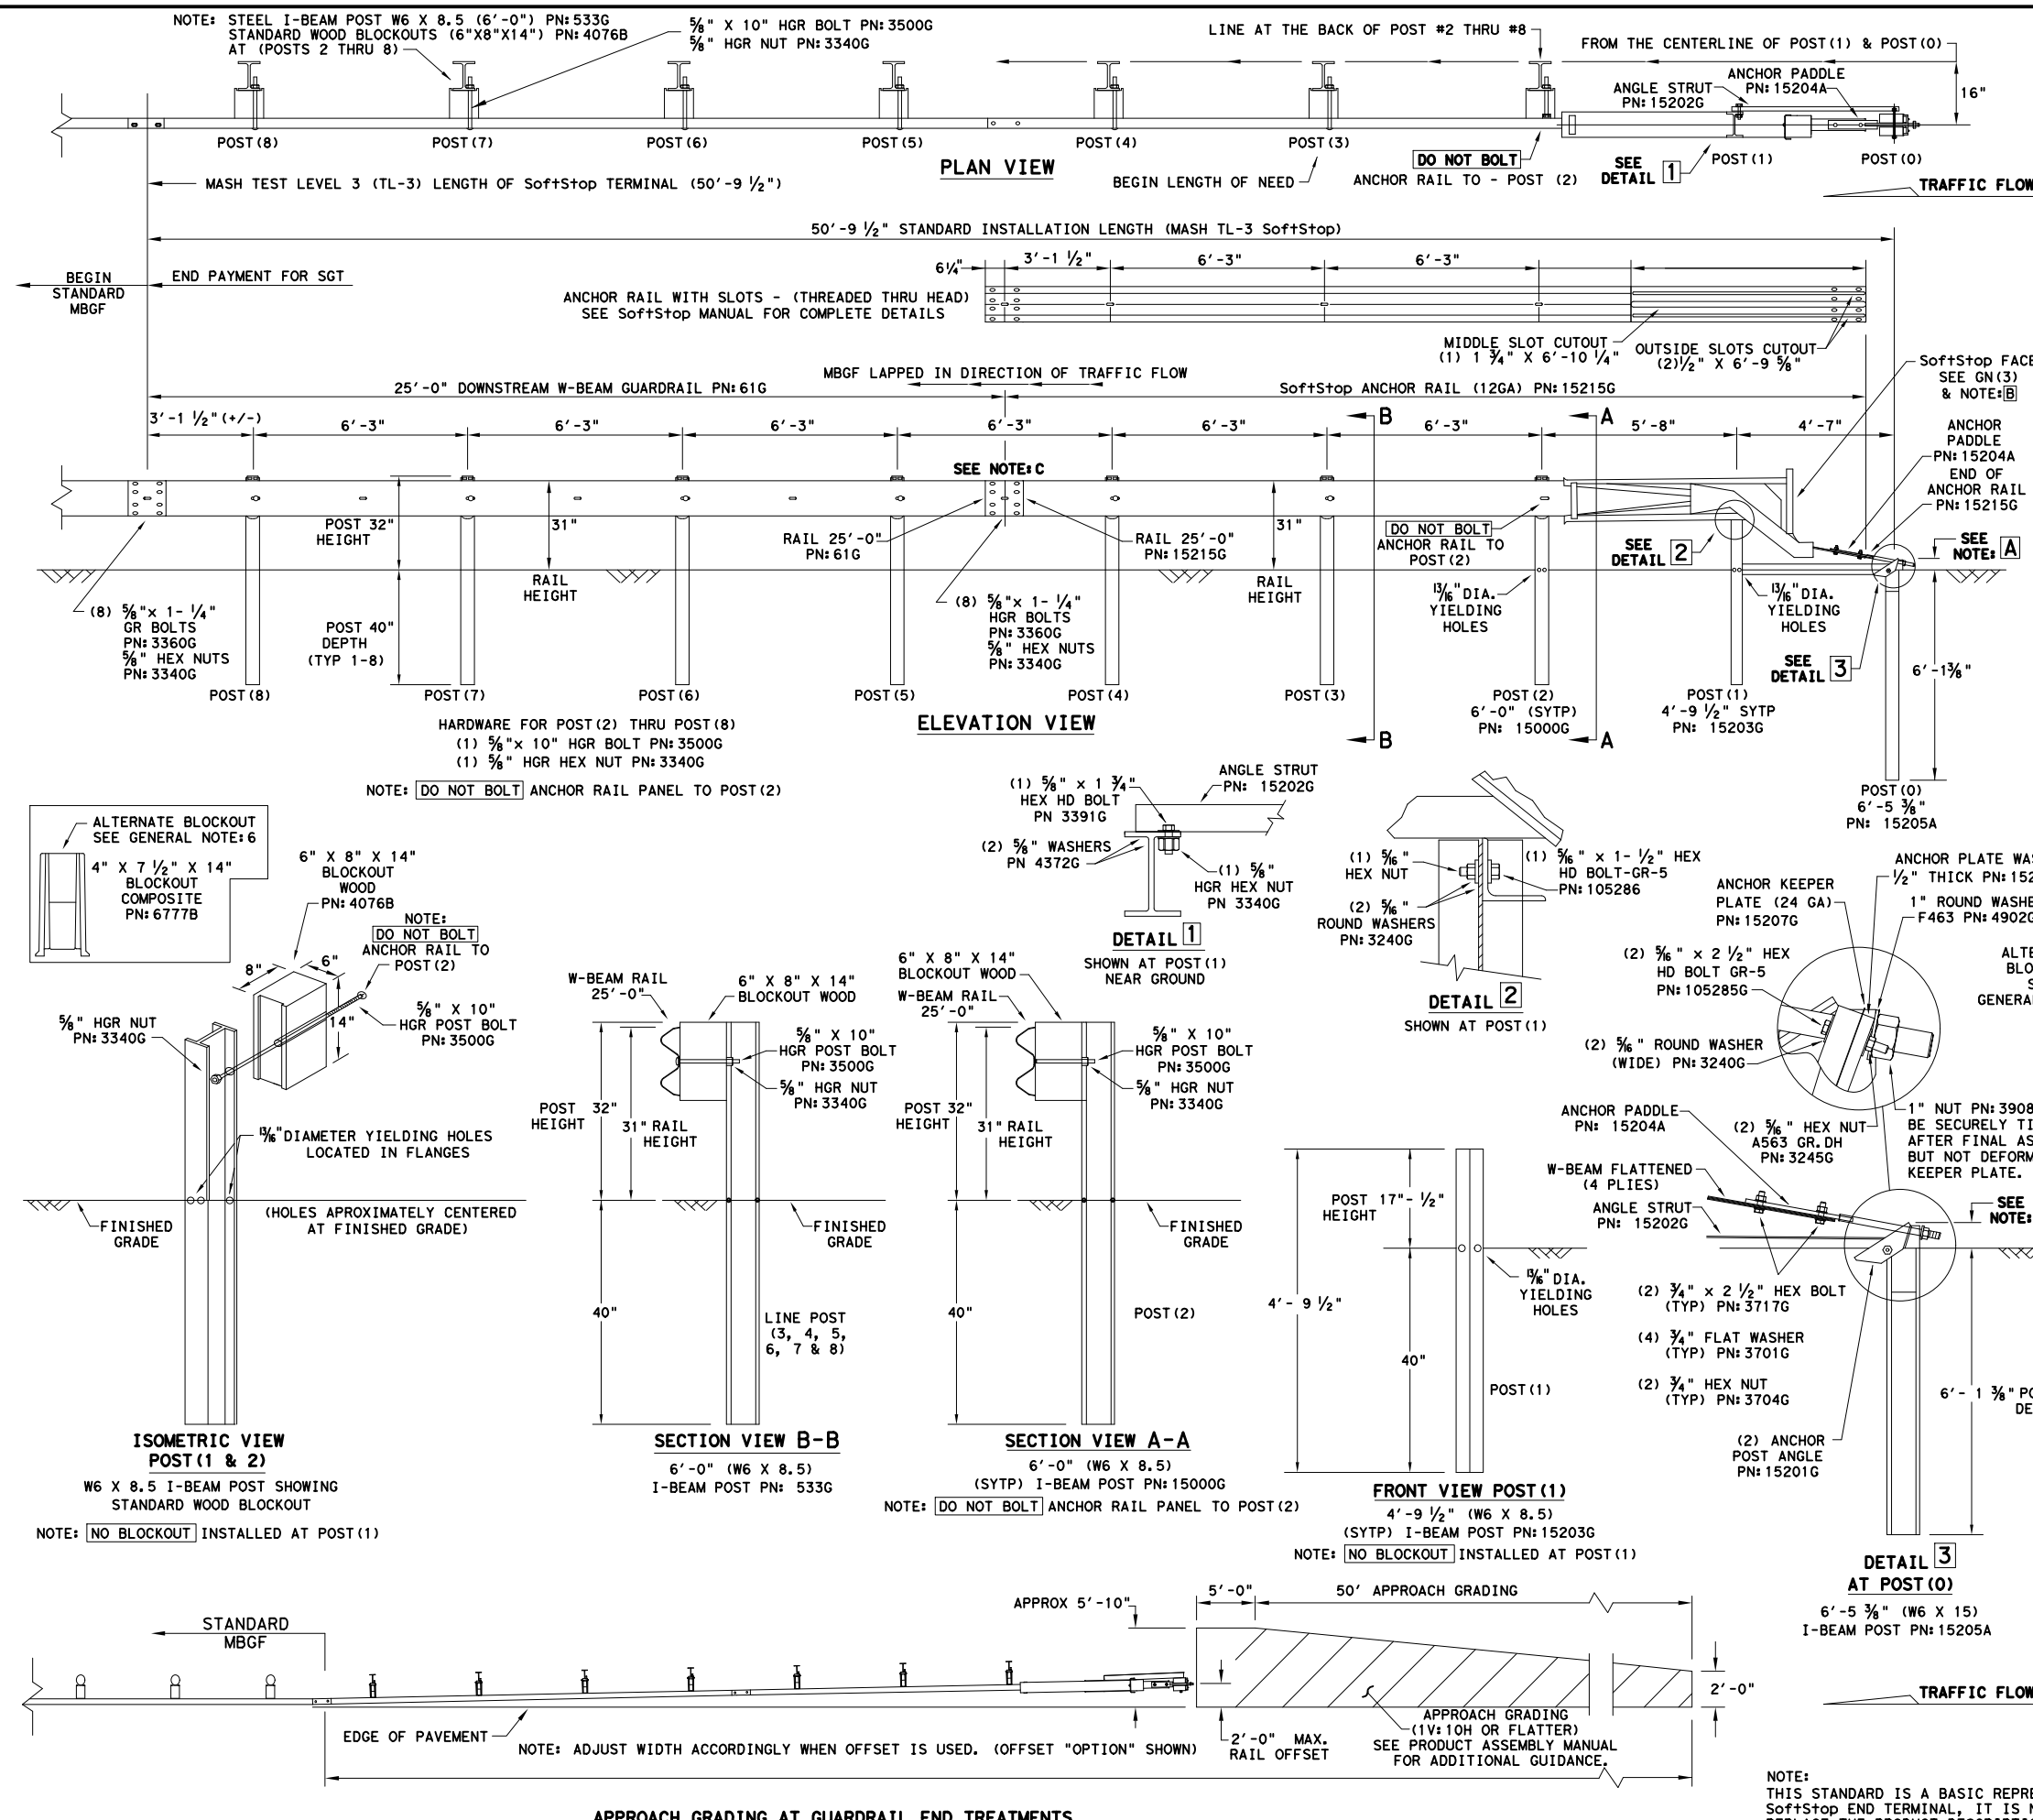 NOTE: STEEL I-BEAM POST W6 X 8.5 (6'-0") PN:533G
STANDARD WOOD BLOCKOUTS (6"X8"X14") PN:4076B
AT (POSTS 2 THRU 8)
⅝" X 10" HGR BOLT PN:3500G
⅝" HGR NUT PN:3340G
LINE AT THE BACK OF POST #2 THRU #8
FROM THE CENTERLINE OF POST(1) & POST(0)
ANGLE STRUT
PN:15202G
ANCHOR PADDLE
PN:15204A
16"
POST(8)
POST(7)
POST(6)
POST(5)
POST(4)
POST(3)
POST(1)
POST(0)
PLAN VIEW
DO NOT BOLT
ANCHOR RAIL TO - POST (2)
SEE
DETAIL 1
BEGIN LENGTH OF NEED
MASH TEST LEVEL 3 (TL-3) LENGTH OF SoftStop TERMINAL (50'-9 ½")
TRAFFIC FLOW
50'-9 ½" STANDARD INSTALLATION LENGTH (MASH TL-3 SoftStop)
BEGIN
STANDARD
MBGF
END PAYMENT FOR SGT
6¼"
3'-1 ½"
6'-3"
6'-3"
ANCHOR RAIL WITH SLOTS - (THREADED THRU HEAD)
SEE SoftStop MANUAL FOR COMPLETE DETAILS
MIDDLE SLOT CUTOUT
(1) 1 ¾" X 6'-10 ¼"
OUTSIDE SLOTS CUTOUT
(2)½" X 6'-9 ⅝"
MBGF LAPPED IN DIRECTION OF TRAFFIC FLOW
25'-0" DOWNSTREAM W-BEAM GUARDRAIL PN:61G
SoftStop ANCHOR RAIL (12GA) PN:15215G
SoftStop FACE
SEE GN(3)
& NOTE:B
3'-1 ½"(+/-)
6'-3"
6'-3"
6'-3"
6'-3"
6'-3"
6'-3"
5'-8"
4'-7"
B
A
ANCHOR
PADDLE
PN:15204A
END OF
ANCHOR RAIL
PN:15215G
SEE NOTE:C
POST 32"
HEIGHT
31"
RAIL
HEIGHT
RAIL 25'-0"
PN:61G
RAIL 25'-0"
PN:15215G
31"
RAIL
HEIGHT
DO NOT BOLT
ANCHOR RAIL TO
POST(2)
SEE
DETAIL 2
SEE
NOTE: A
(8) ⅝"x 1- ¼"
GR BOLTS
PN:3360G
⅝" HEX NUTS
PN:3340G
POST 40"
DEPTH
(TYP 1-8)
(8) ⅝"x 1- ¼"
HGR BOLTS
PN:3360G
⅝" HEX NUTS
PN:3340G
13/16" DIA.
YIELDING
HOLES
13/16" DIA.
YIELDING
HOLES
SEE
DETAIL 3
6'-1⅜"
POST(8)
POST(7)
POST(6)
POST(5)
POST(4)
POST(3)
POST(2)
6'-0" (SYTP)
PN: 15000G
POST(1)
4'-9 ½" SYTP
PN: 15203G
B
A
POST(0)
6'-5 ⅜"
PN: 15205A
HARDWARE FOR POST(2) THRU POST(8)
(1) ⅝"x 10" HGR BOLT PN:3500G
(1) ⅝" HGR HEX NUT PN:3340G
ELEVATION VIEW
NOTE: DO NOT BOLT ANCHOR RAIL PANEL TO POST(2)
ALTERNATE BLOCKOUT
SEE GENERAL NOTE:6
4" X 7 ½" X 14"
BLOCKOUT
COMPOSITE
PN:6777B
6" X 8" X 14"
BLOCKOUT
WOOD
PN:4076B
NOTE:
DO NOT BOLT
ANCHOR RAIL TO
POST(2)
8"
6"
14"
⅝" X 10"
HGR POST BOLT
PN:3500G
⅝" HGR NUT
PN:3340G
13/16" DIAMETER YIELDING HOLES
LOCATED IN FLANGES
(HOLES APROXIMATELY CENTERED
AT FINISHED GRADE)
FINISHED
GRADE
ISOMETRIC VIEW
POST(1 & 2)
W6 X 8.5 I-BEAM POST SHOWING
STANDARD WOOD BLOCKOUT
NOTE: NO BLOCKOUT INSTALLED AT POST(1)
(1) ⅝" x 1 ¾"
HEX HD BOLT
PN 3391G
ANGLE STRUT
PN: 15202G
(2) ⅝" WASHERS
PN 4372G
(1) ⅝"
HGR HEX NUT
PN 3340G
DETAIL 1
SHOWN AT POST(1)
NEAR GROUND
(1) 5/16"
HEX NUT
(1) 5/16" x 1- ½" HEX
HD BOLT-GR-5
PN:105286
(2) 5/16"
ROUND WASHERS
PN:3240G
DETAIL 2
SHOWN AT POST(1)
W-BEAM RAIL
25'-0"
6" X 8" X 14"
BLOCKOUT WOOD
⅝" X 10"
HGR POST BOLT
PN:3500G
⅝" HGR NUT
PN:3340G
POST 32"
HEIGHT
31" RAIL
HEIGHT
FINISHED
GRADE
40"
LINE POST
(3, 4, 5,
6, 7 & 8)
SECTION VIEW B-B
6'-0" (W6 X 8.5)
I-BEAM POST PN: 533G
6" X 8" X 14"
BLOCKOUT WOOD
W-BEAM RAIL
25'-0"
⅝" X 10"
HGR POST BOLT
PN:3500G
⅝" HGR NUT
PN:3340G
POST 32"
HEIGHT
31" RAIL
HEIGHT
FINISHED
GRADE
40"
POST(2)
SECTION VIEW A-A
6'-0" (W6 X 8.5)
(SYTP) I-BEAM POST PN:15000G
NOTE: DO NOT BOLT ANCHOR RAIL PANEL TO POST(2)
POST 17"- ½"
HEIGHT
4'- 9 ½"
13/16" DIA.
YIELDING
HOLES
40"
POST(1)
FRONT VIEW POST(1)
4'-9 ½" (W6 X 8.5)
(SYTP) I-BEAM POST PN:15203G
NOTE: NO BLOCKOUT INSTALLED AT POST(1)
ANCHOR PLATE
½" THICK
ANCHOR KEEPER
PLATE (24 GA)
PN:15207G
1" ROUND
F463 PN:4902G
(2) 5/16" x 2 ½" HEX
HD BOLT GR-5
PN:105285G
(2) 5/16" ROUND WASHER
(WIDE) PN:3240G
ANCHOR PADDLE
PN: 15204A
(2) 5/16" HEX NUT
A563 GR.DH
PN:3245G
1" NUT
BE SECURELY
AFTER FINAL
BUT NOT
KEEPER PLATE.
W-BEAM FLATTENED
(4 PLIES)
ANGLE STRUT
PN: 15202G
SEE
NOTE:
(2) ¾" x 2 ½" HEX BOLT
(TYP) PN:3717G
(4) ¾" FLAT WASHER
(TYP) PN:3701G
(2) ¾" HEX NUT
(TYP) PN:3704G
6'- 1 ⅜"
(2) ANCHOR
POST ANGLE
PN:15201G
DETAIL 3
AT POST(0)
6'-5 ⅜" (W6 X 15)
I-BEAM POST PN:15205A
STANDARD
MBGF
APPROX 5'-10"
5'-0"
50' APPROACH GRADING
2'-0"
EDGE OF PAVEMENT
NOTE: ADJUST WIDTH ACCORDINGLY WHEN OFFSET IS USED. (OFFSET "OPTION" SHOWN)
2'-0" MAX.
RAIL OFFSET
APPROACH GRADING
(1V:10H OR FLATTER)
SEE PRODUCT ASSEMBLY MANUAL
FOR ADDITIONAL GUIDANCE.
TRAFFIC FLOW
NOTE:
THIS STANDARD IS A BASIC
SoftStop END TERMINAL, IT IS
APPROACH GRADING AT GUARDRAIL END TREATMENTS